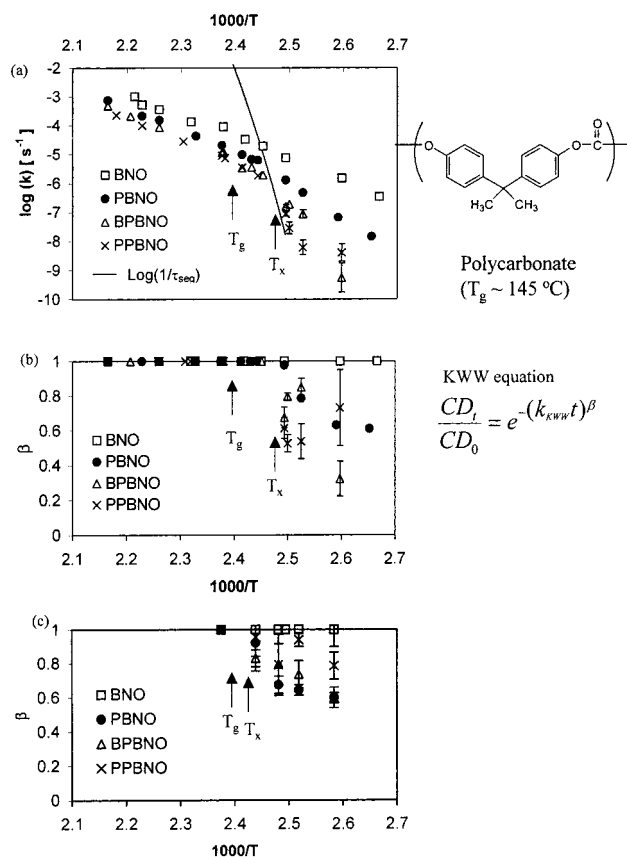 1000/T
2.1 2.2 2.3 2.4 2.5 2.6 2.7
(a)
-2
-3
-4
-5
-6
-7
-8
-9
-10
log (k) [ s⁻¹ ]
BNO
PBNO
BPBNO
PPBNO
Log(1/τseq)
Tg
Tx
O
O
O
C
H₃C
CH₃
Polycarbonate
(Tg ~ 145 °C)
(b)
1
0.8
0.6
0.4
0.2
0
β
BNO
PBNO
BPBNO
PPBNO
Tg
Tx
2.1 2.2 2.3 2.4 2.5 2.6 2.7
1000/T
KWW equation
CDt/CD0 = e^-(kKWW t)^β
(c)
1
0.8
0.6
0.4
0.2
0
β
BNO
PBNO
BPBNO
PPBNO
Tg
Tx
2.1 2.2 2.3 2.4 2.5 2.6 2.7
1000/T